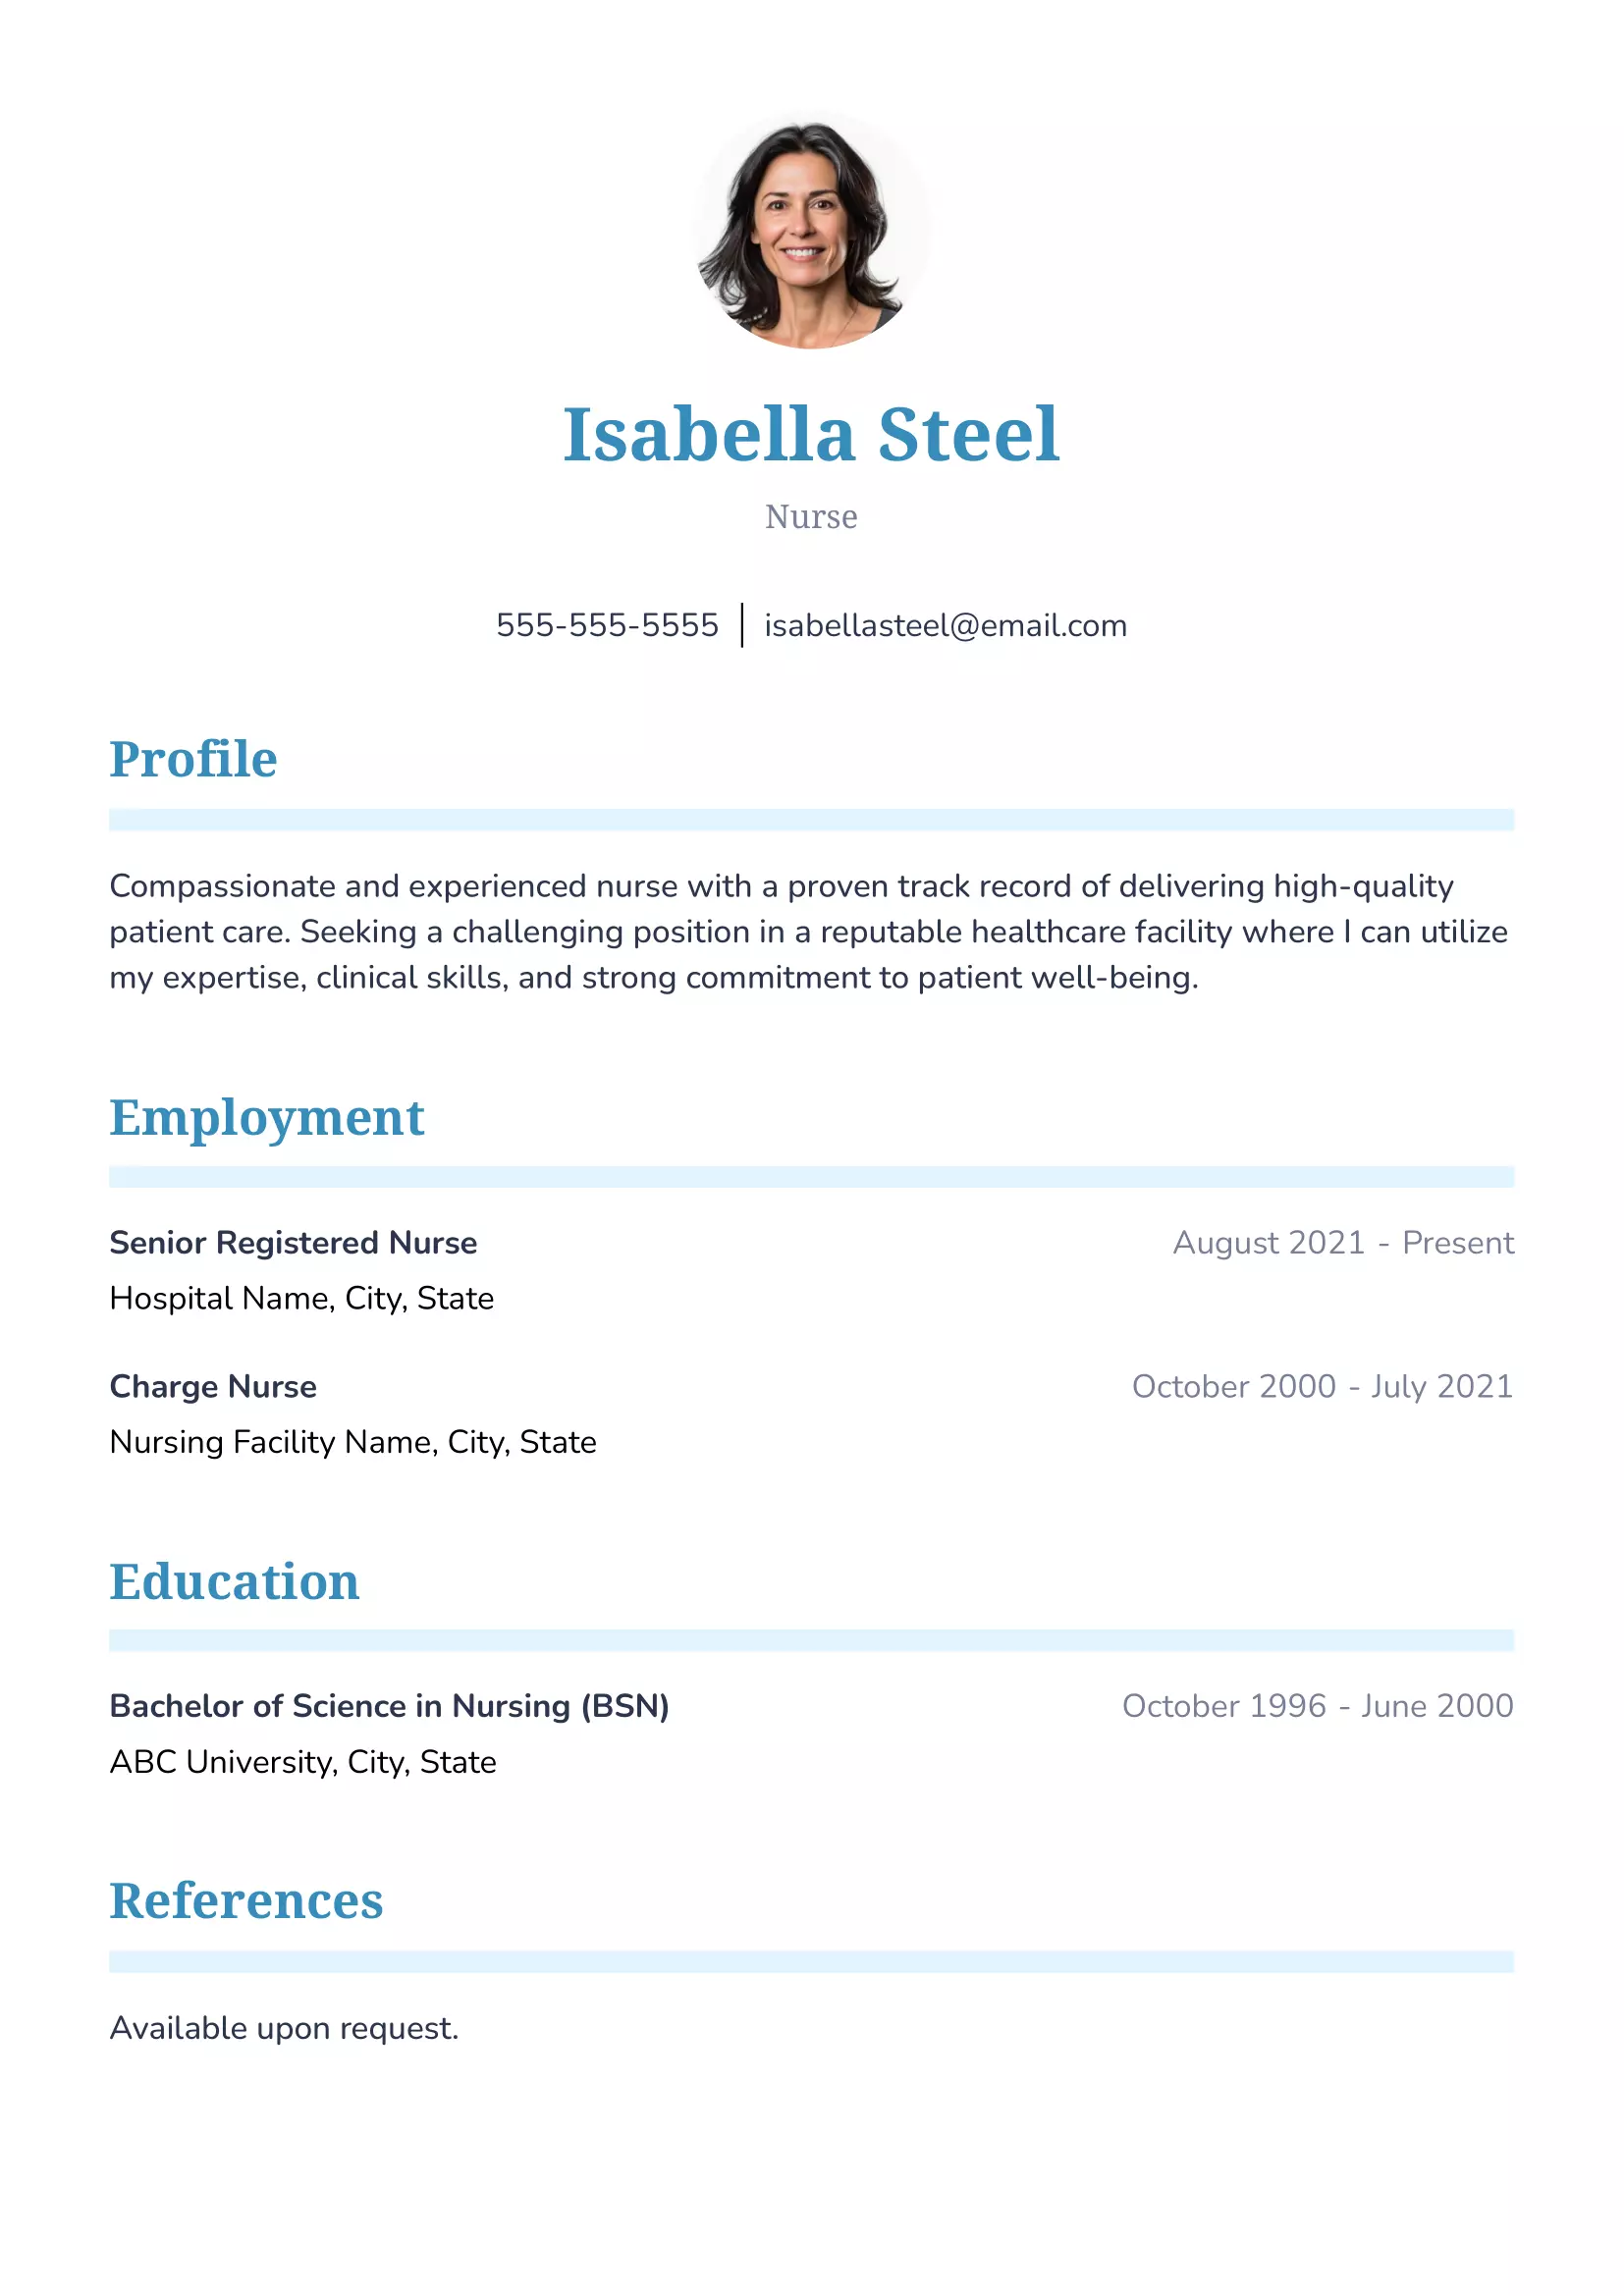 Isabella Steel
Nurse
555-555-5555 | isabellasteel@email.com
Profile
Compassionate and experienced nurse with a proven track record of delivering high-quality
patient care. Seeking a challenging position in a reputable healthcare facility where I can utilize
my expertise, clinical skills, and strong commitment to patient well-being.
Employment
Senior Registered Nurse August 2021 - Present
Hospital Name, City, State
Charge Nurse October 2000 - July 2021
Nursing Facility Name, City, State
Education
Bachelor of Science in Nursing (BSN) October 1996 - June 2000
ABC University, City, State
References
Available upon request.